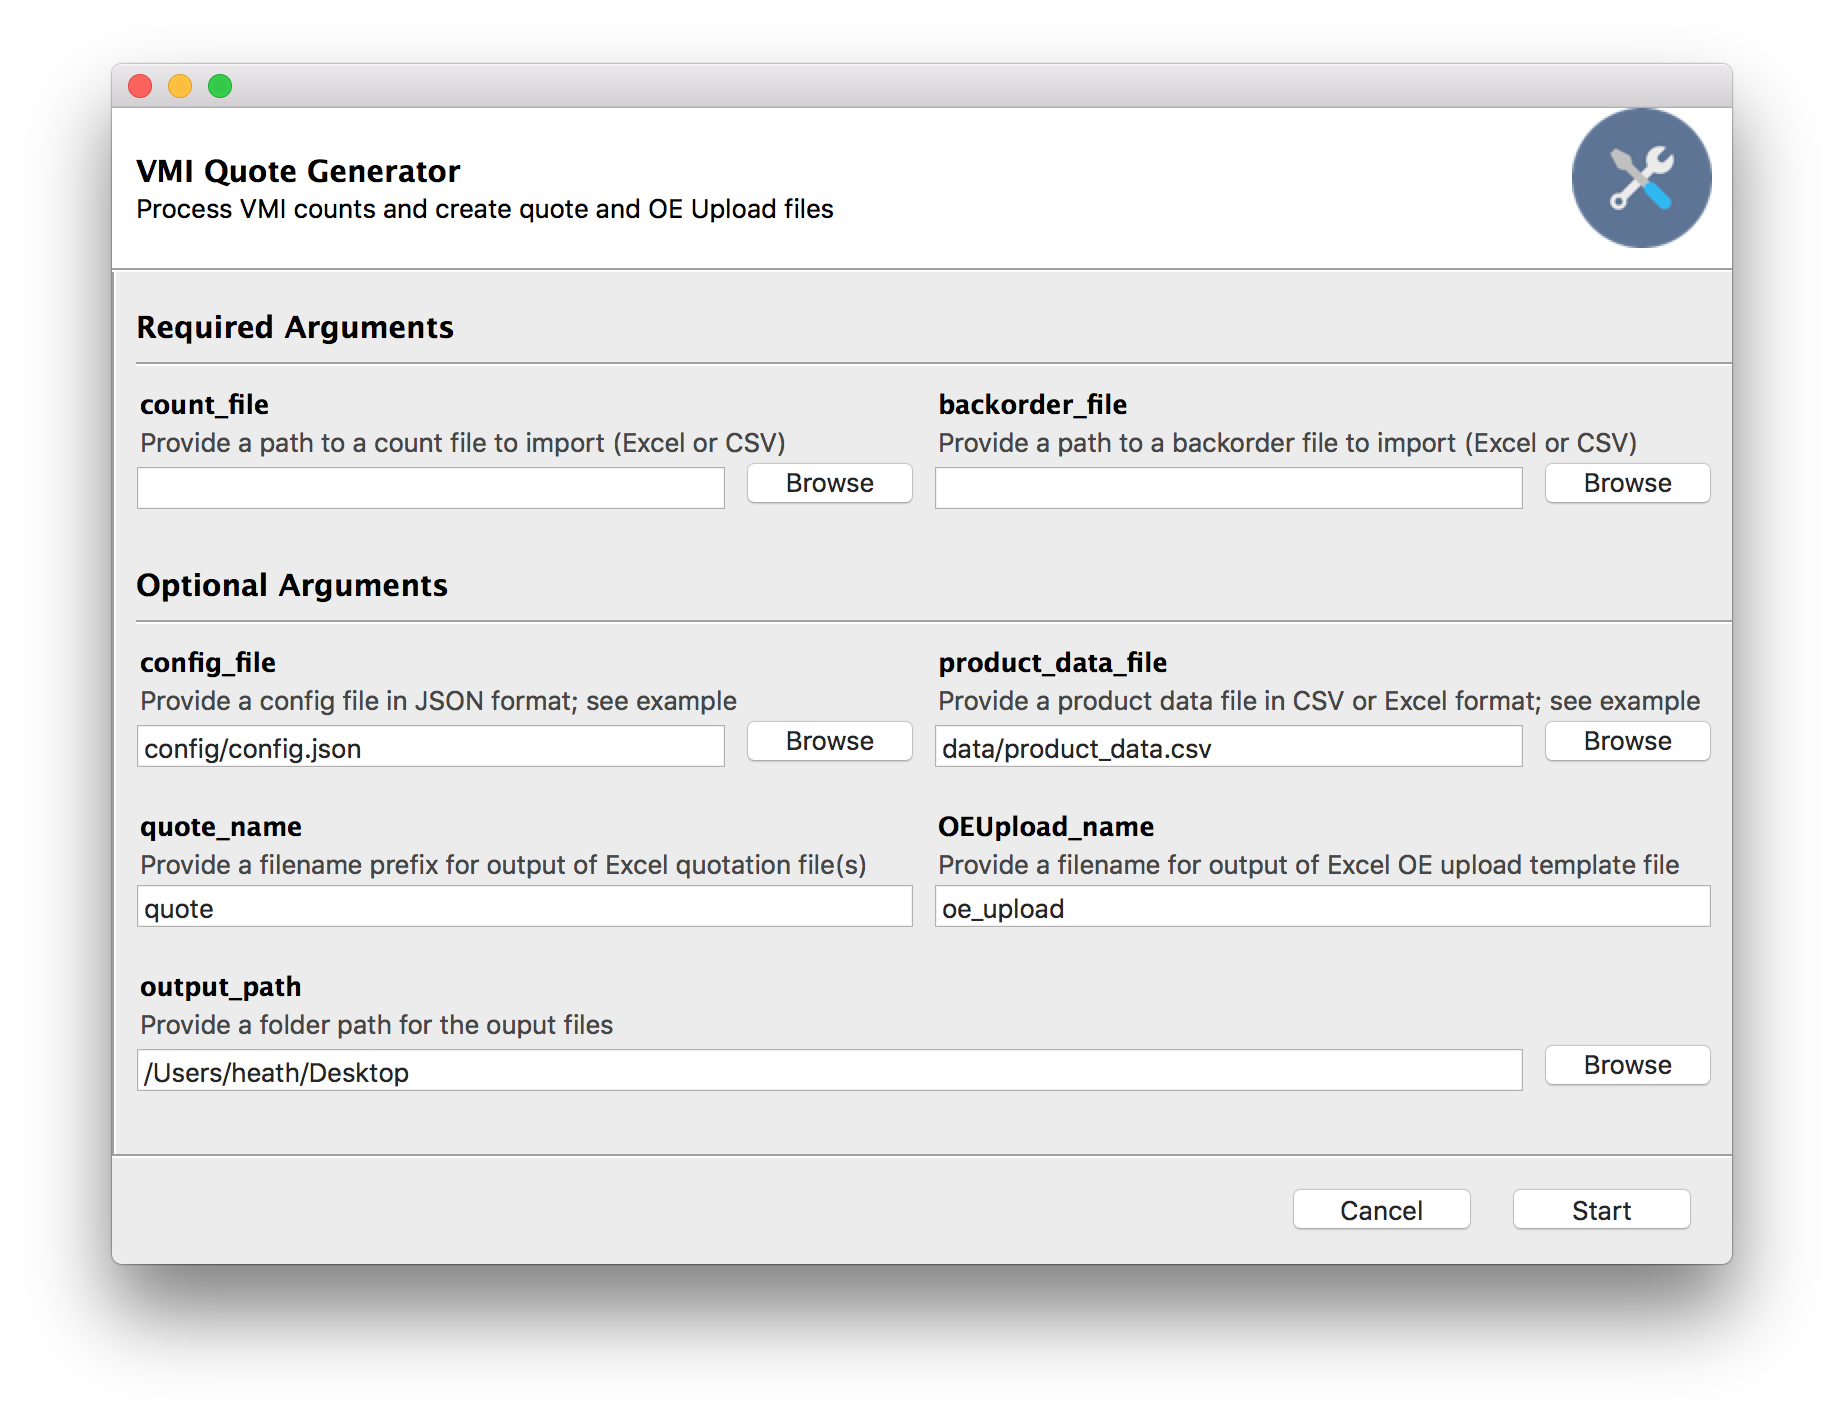 VMI Quote Generator
Process VMI counts and create quote and OE Upload files
Required Arguments
count_file
Provide a path to a count file to import (Excel or CSV)
Browse
backorder_file
Provide a path to a backorder file to import (Excel or CSV)
Browse
Optional Arguments
config_file
Provide a config file in JSON format; see example
config/config.json
Browse
product_data_file
Provide a product data file in CSV or Excel format; see example
data/product_data.csv
Browse
quote_name
Provide a filename prefix for output of Excel quotation file(s)
quote
OEUpload_name
Provide a filename for output of Excel OE upload template file
oe_upload
output_path
Provide a folder path for the ouput files
/Users/heath/Desktop
Browse
Cancel
Start